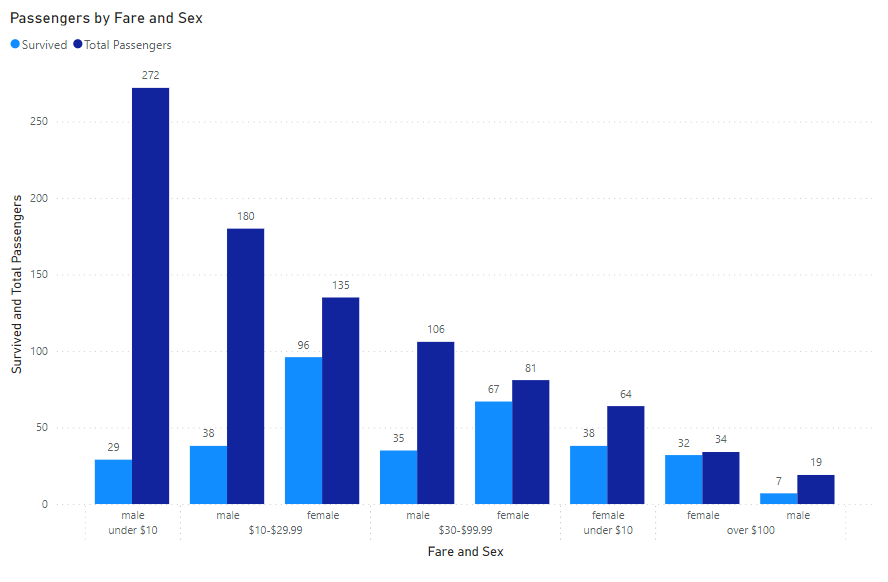 Passengers by Fare and Sex
Survived Total Passengers
Survived and Total Passengers
250
200
150
100
50
0
29 272
38 180
96 135
35 106
67 81
38 64
32 34
7 19
male male female male female female female male
under $10 $10-$29.99 $30-$99.99 under $10 over $100
Fare and Sex